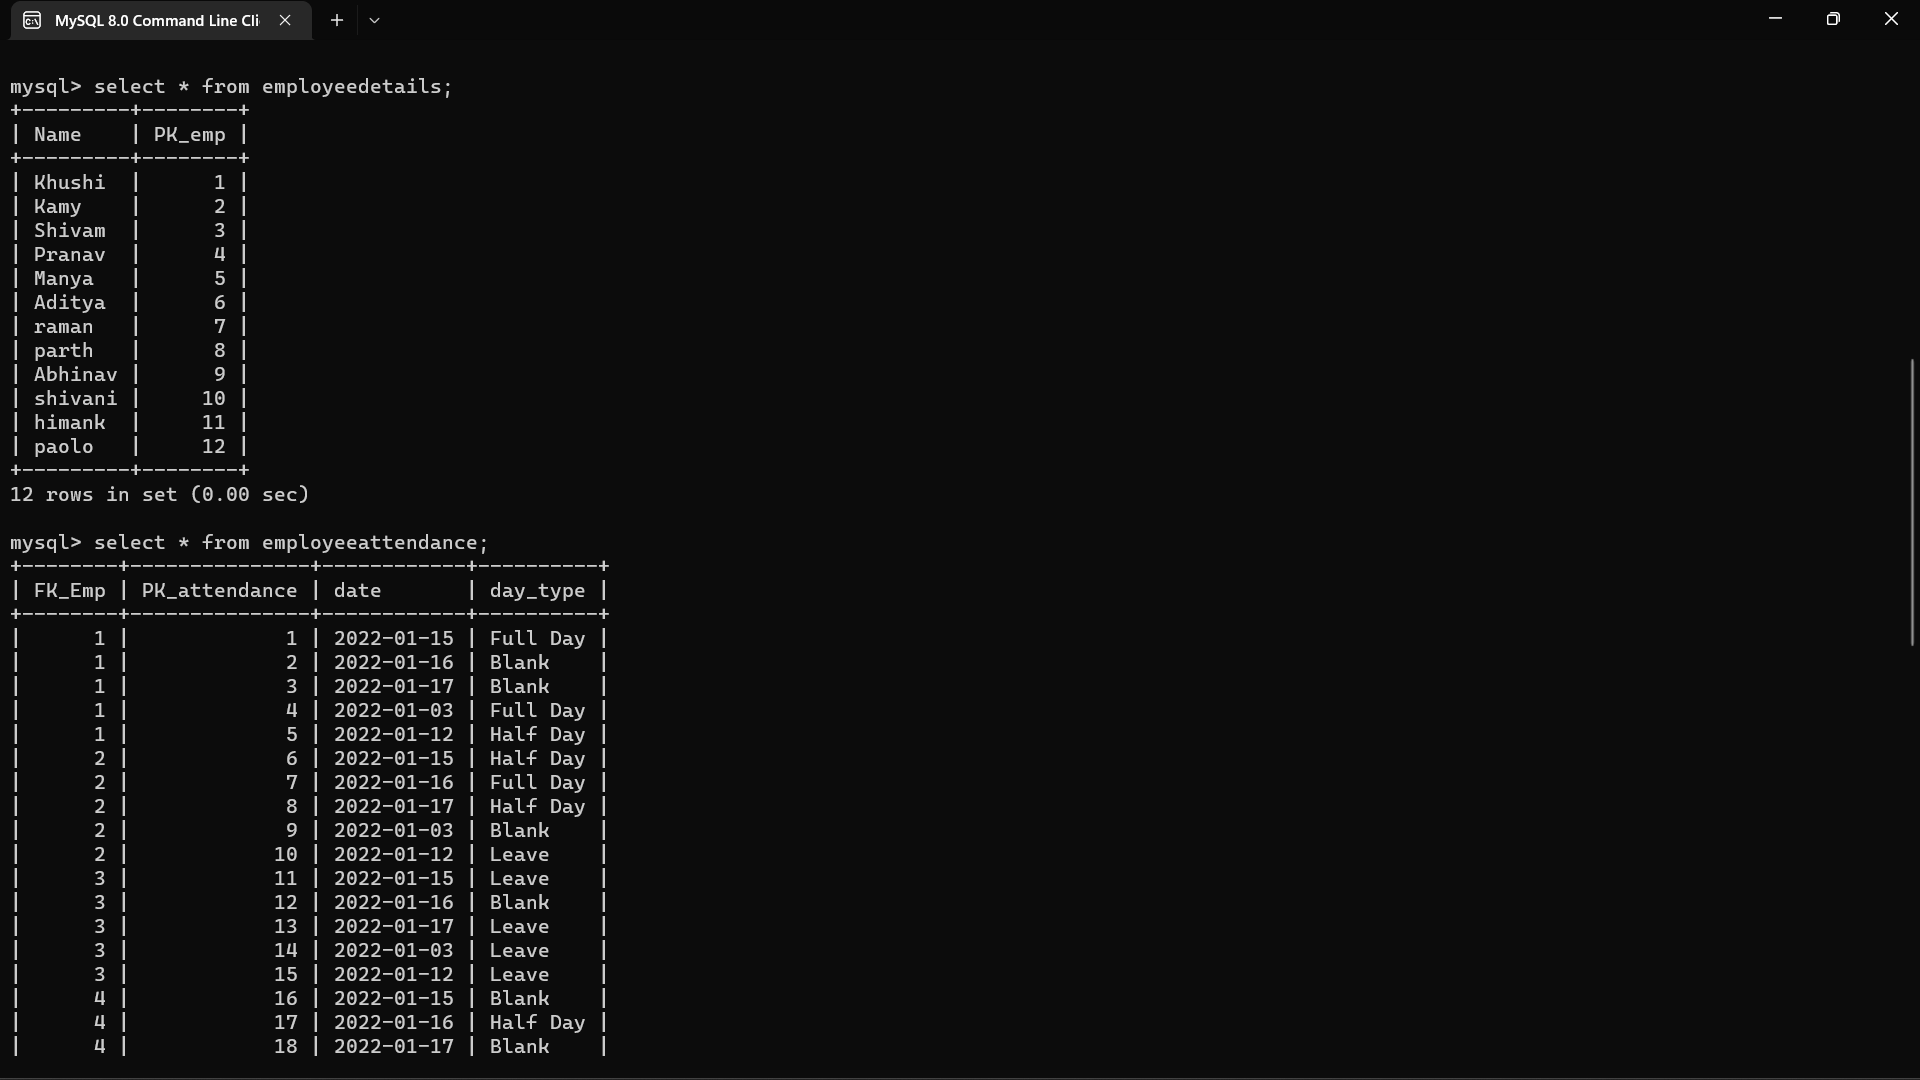 MySQL 8.0 Command Line Cli
mysql> select * from employeedetails;
+---------+--------+
| Name    | PK_emp |
+---------+--------+
| Khushi  |      1 |
| Kamy    |      2 |
| Shivam  |      3 |
| Pranav  |      4 |
| Manya   |      5 |
| Aditya  |      6 |
| raman   |      7 |
| parth   |      8 |
| Abhinav |      9 |
| shivani |     10 |
| himank  |     11 |
| paolo   |     12 |
+---------+--------+
12 rows in set (0.00 sec)
mysql> select * from employeeattendance;
+--------+---------------+------------+----------+
| FK_Emp | PK_attendance | date       | day_type |
+--------+---------------+------------+----------+
|      1 |             1 | 2022-01-15 | Full Day |
|      1 |             2 | 2022-01-16 | Blank    |
|      1 |             3 | 2022-01-17 | Blank    |
|      1 |             4 | 2022-01-03 | Full Day |
|      1 |             5 | 2022-01-12 | Half Day |
|      2 |             6 | 2022-01-15 | Half Day |
|      2 |             7 | 2022-01-16 | Full Day |
|      2 |             8 | 2022-01-17 | Half Day |
|      2 |             9 | 2022-01-03 | Blank    |
|      2 |            10 | 2022-01-12 | Leave    |
|      3 |            11 | 2022-01-15 | Leave    |
|      3 |            12 | 2022-01-16 | Blank    |
|      3 |            13 | 2022-01-17 | Leave    |
|      3 |            14 | 2022-01-03 | Leave    |
|      3 |            15 | 2022-01-12 | Leave    |
|      4 |            16 | 2022-01-15 | Blank    |
|      4 |            17 | 2022-01-16 | Half Day |
|      4 |            18 | 2022-01-17 | Blank    |